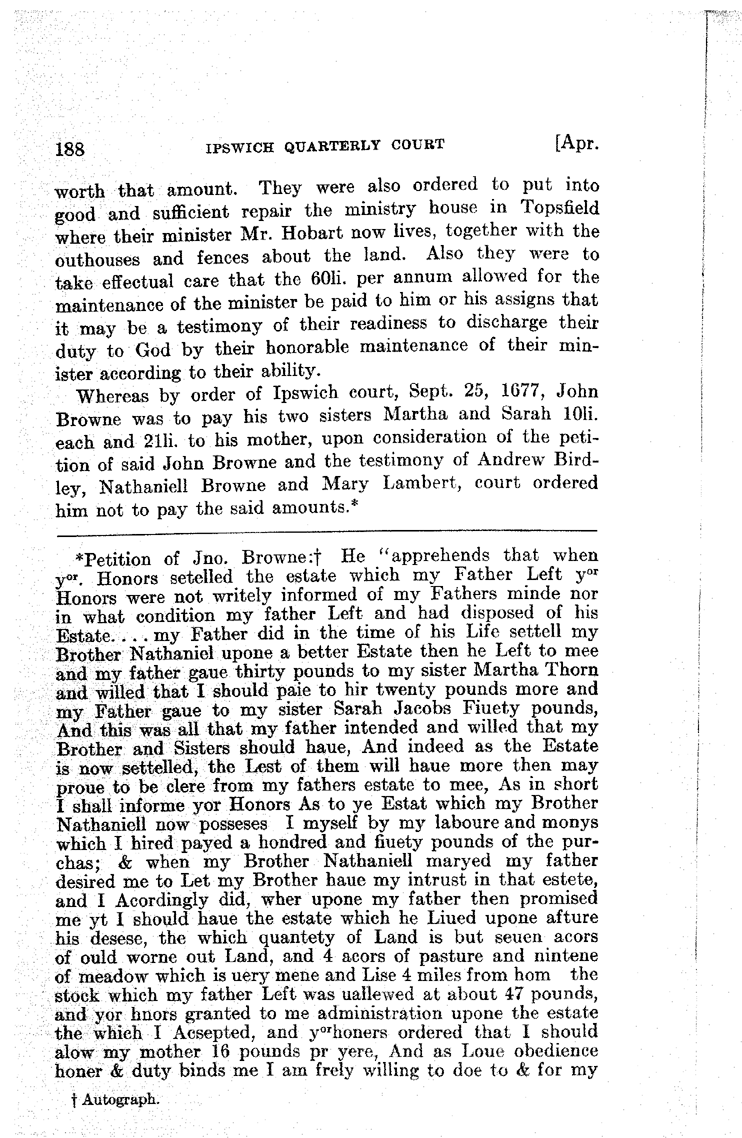 188 IPSWICH QUARTERLY COURT [Apr.
worth that amount. They were also ordered to put into
good and sufficient repair the ministry house in Topsfield
where their minister Mr. Hobart now lives, together with the
outhouses and fences about the land. Also they were to
take effectual care that the 60li. per annum allowed for the
maintenance of the minister be paid to him or his assigns that
it may be a testimony of their readiness to discharge their
duty to God by their honorable maintenance of their min-
ister according to their ability.
Whereas by order of Ipswich court, Sept. 25, 1677, John
Browne was to pay his two sisters Martha and Sarah 10li.
each and 21li. to his mother, upon consideration of the peti-
tion of said John Browne and the testimony of Andrew Bird-
ley, Nathaniell Browne and Mary Lambert, court ordered
him not to pay the said amounts.*
*Petition of Jno. Browne:† He "apprehends that when
yor. Honors setelled the estate which my Father Left yor
Honors were not writely informed of my Fathers minde nor
in what condition my father Left and had disposed of his
Estate. . . . my Father did in the time of his Life settell my
Brother Nathaniel upone a better Estate then he Left to mee
and my father gaue thirty pounds to my sister Martha Thorn
and willed that I should paie to hir twenty pounds more and
my Father gaue to my sister Sarah Jacobs Fiuety pounds,
And this was all that my father intended and willed that my
Brother and Sisters should haue, And indeed as the Estate
is now settelled, the Lest of them will haue more then may
proue to be clere from my fathers estate to mee, As in short
I shall informe yor Honors As to ye Estat which my Brother
Nathaniell now posseses I myself by my laboure and monys
which I hired payed a hondred and fiuety pounds of the pur-
chas; & when my Brother Nathaniell maryed my father
desired me to Let my Brother haue my intrust in that estete,
and I Acordingly did, wher upone my father then promised
me yt I should haue the estate which he Liued upone afture
his desese, the which quantety of Land is but seuen acors
of ould worne out Land, and 4 acors of pasture and nintene
of meadow which is uery mene and Lise 4 miles from hom the
stock which my father Left was uallewed at about 47 pounds,
and yor hnors granted to me administration upone the estate
the which I Acsepted, and yorhoners ordered that I should
alow my mother 16 pounds pr yere, And as Loue obedience
honer & duty binds me I am frely willing to doe to & for my
† Autograph.